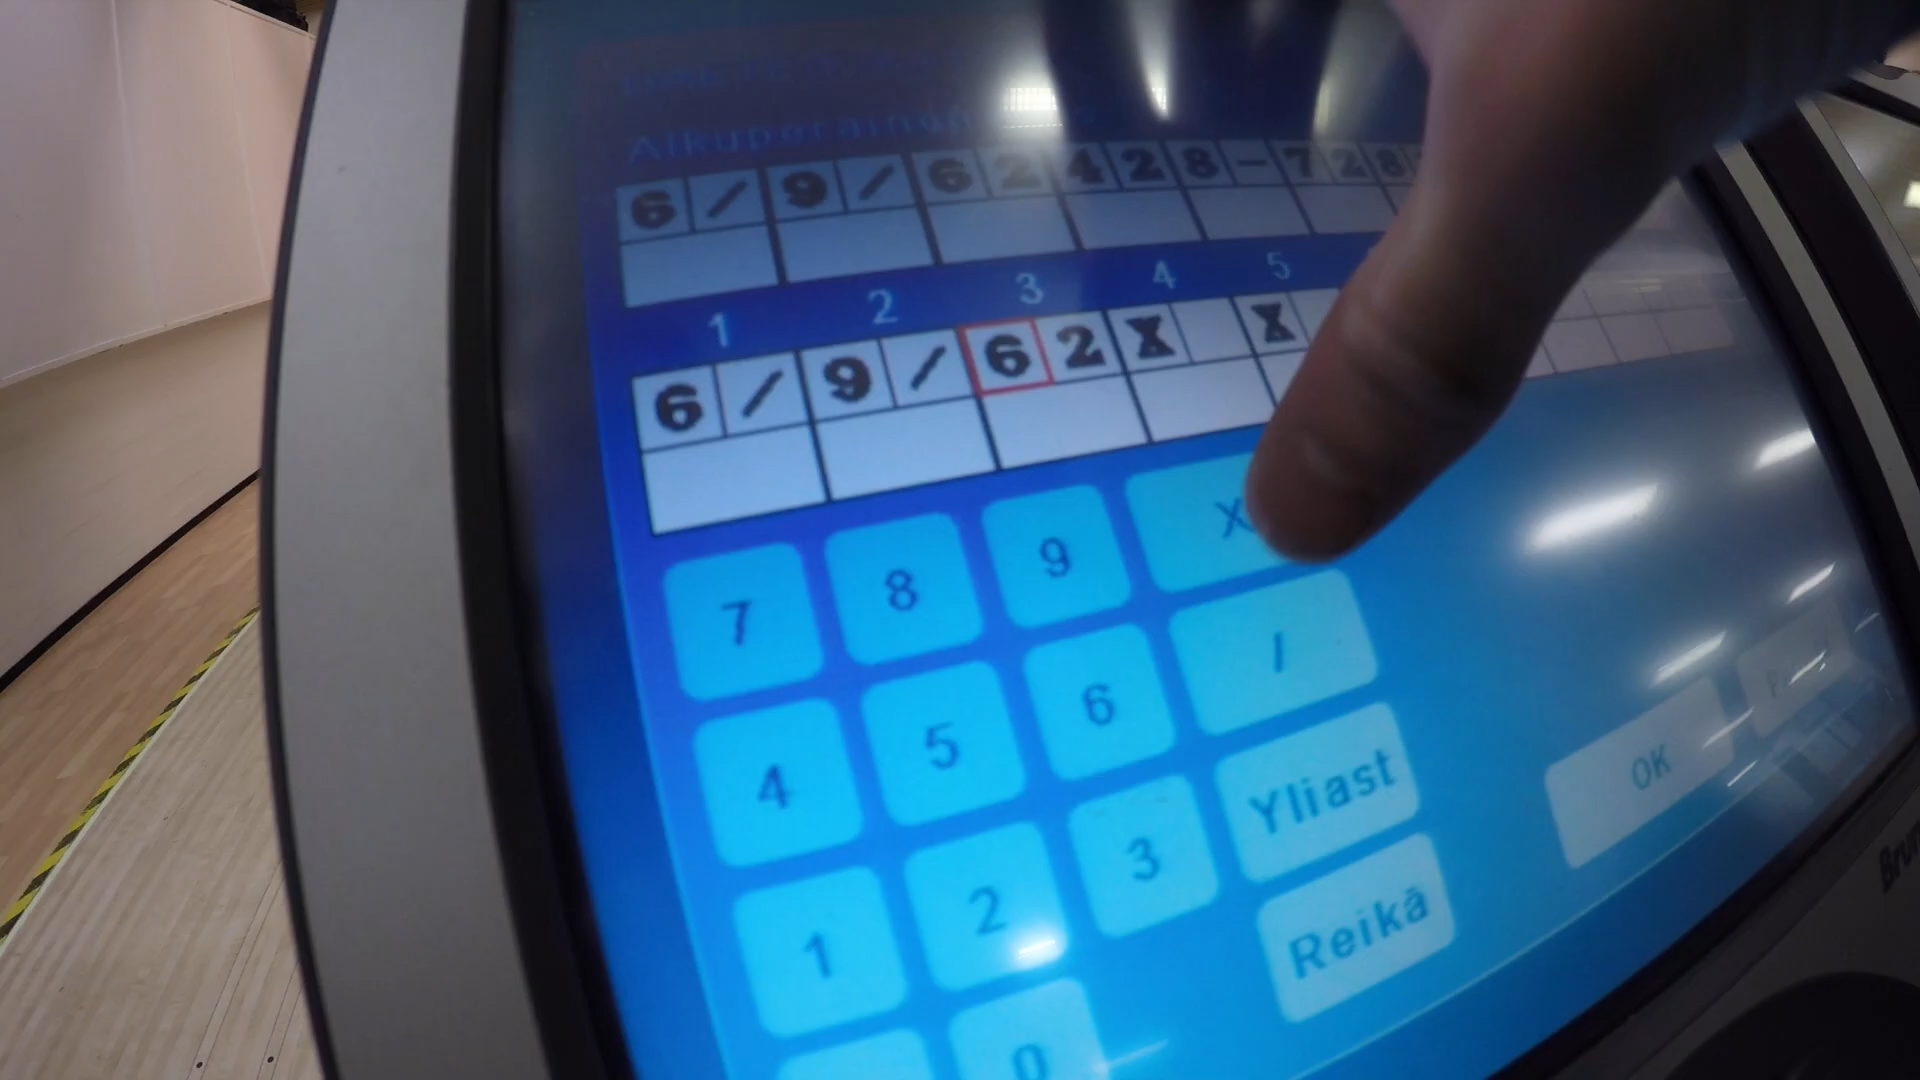 6 / 9 / 6 2 4 2 8 - 7 2 8
1 2 3 4 5
6 / 9 / 6 2 X X
7 8 9 X
4 5 6 /
1 2 3 Yliast
0 Reikä
OK